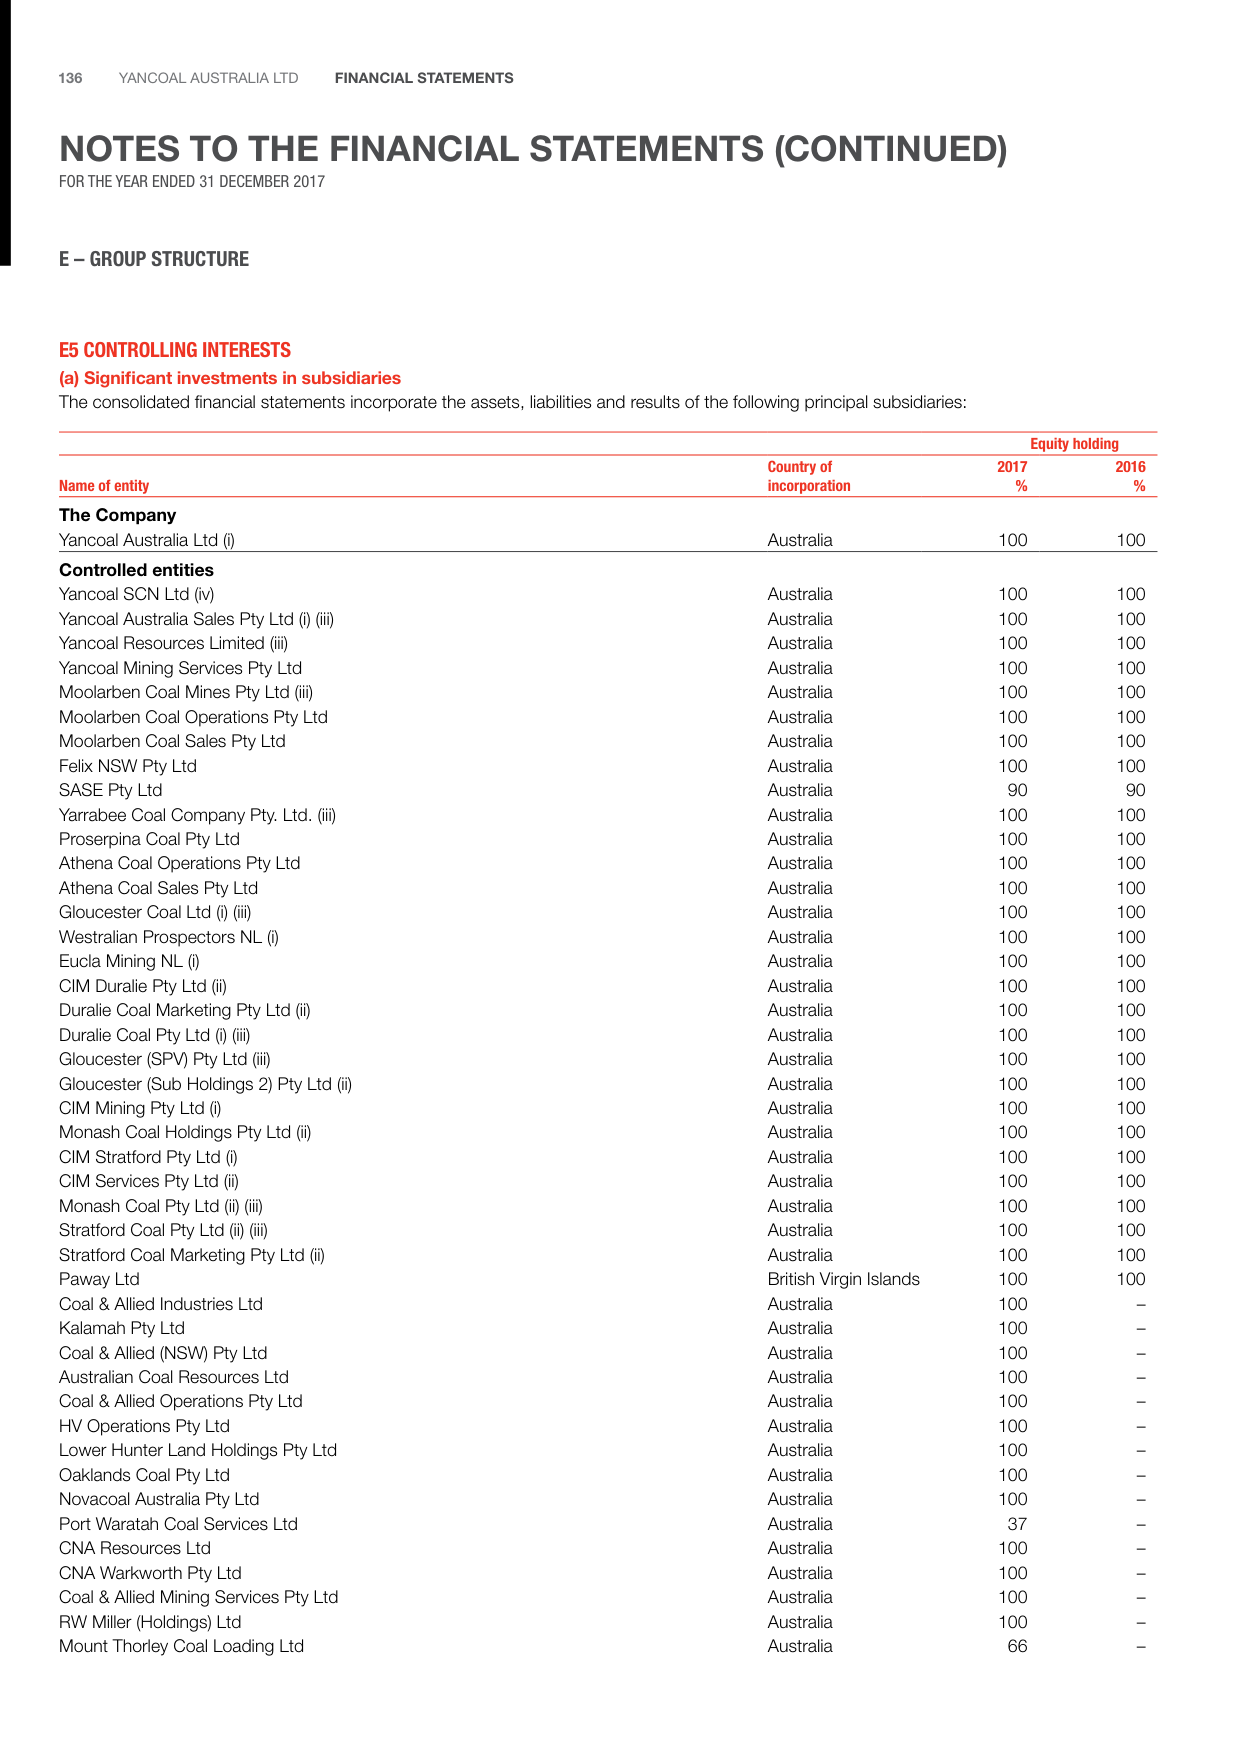 136 YANCOAL AUSTRALIA LTD FINANCIAL STATEMENTS
NOTES TO THE FINANCIAL STATEMENTS (CONTINUED)
FOR THE YEAR ENDED 31 DECEMBER 2017
E – GROUP STRUCTURE
E5 CONTROLLING INTERESTS
(a) Significant investments in subsidiaries
The consolidated financial statements incorporate the assets, liabilities and results of the following principal subsidiaries:
Equity holding
Country of 2017 2016
Name of entity incorporation % %
The Company
Yancoal Australia Ltd (i) Australia 100 100
Controlled entities
Yancoal SCN Ltd (iv) Australia 100 100
Yancoal Australia Sales Pty Ltd (i) (iii) Australia 100 100
Yancoal Resources Limited (iii) Australia 100 100
Yancoal Mining Services Pty Ltd Australia 100 100
Moolarben Coal Mines Pty Ltd (iii) Australia 100 100
Moolarben Coal Operations Pty Ltd Australia 100 100
Moolarben Coal Sales Pty Ltd Australia 100 100
Felix NSW Pty Ltd Australia 100 100
SASE Pty Ltd Australia 90 90
Yarrabee Coal Company Pty. Ltd. (iii) Australia 100 100
Proserpina Coal Pty Ltd Australia 100 100
Athena Coal Operations Pty Ltd Australia 100 100
Athena Coal Sales Pty Ltd Australia 100 100
Gloucester Coal Ltd (i) (iii) Australia 100 100
Westralian Prospectors NL (i) Australia 100 100
Eucla Mining NL (i) Australia 100 100
CIM Duralie Pty Ltd (ii) Australia 100 100
Duralie Coal Marketing Pty Ltd (ii) Australia 100 100
Duralie Coal Pty Ltd (i) (iii) Australia 100 100
Gloucester (SPV) Pty Ltd (iii) Australia 100 100
Gloucester (Sub Holdings 2) Pty Ltd (ii) Australia 100 100
CIM Mining Pty Ltd (i) Australia 100 100
Monash Coal Holdings Pty Ltd (ii) Australia 100 100
CIM Stratford Pty Ltd (i) Australia 100 100
CIM Services Pty Ltd (ii) Australia 100 100
Monash Coal Pty Ltd (ii) (iii) Australia 100 100
Stratford Coal Pty Ltd (ii) (iii) Australia 100 100
Stratford Coal Marketing Pty Ltd (ii) Australia 100 100
Paway Ltd British Virgin Islands 100 100
Coal & Allied Industries Ltd Australia 100 –
Kalamah Pty Ltd Australia 100 –
Coal & Allied (NSW) Pty Ltd Australia 100 –
Australian Coal Resources Ltd Australia 100 –
Coal & Allied Operations Pty Ltd Australia 100 –
HV Operations Pty Ltd Australia 100 –
Lower Hunter Land Holdings Pty Ltd Australia 100 –
Oaklands Coal Pty Ltd Australia 100 –
Novacoal Australia Pty Ltd Australia 100 –
Port Waratah Coal Services Ltd Australia 37 –
CNA Resources Ltd Australia 100 –
CNA Warkworth Pty Ltd Australia 100 –
Coal & Allied Mining Services Pty Ltd Australia 100 –
RW Miller (Holdings) Ltd Australia 100 –
Mount Thorley Coal Loading Ltd Australia 66 –